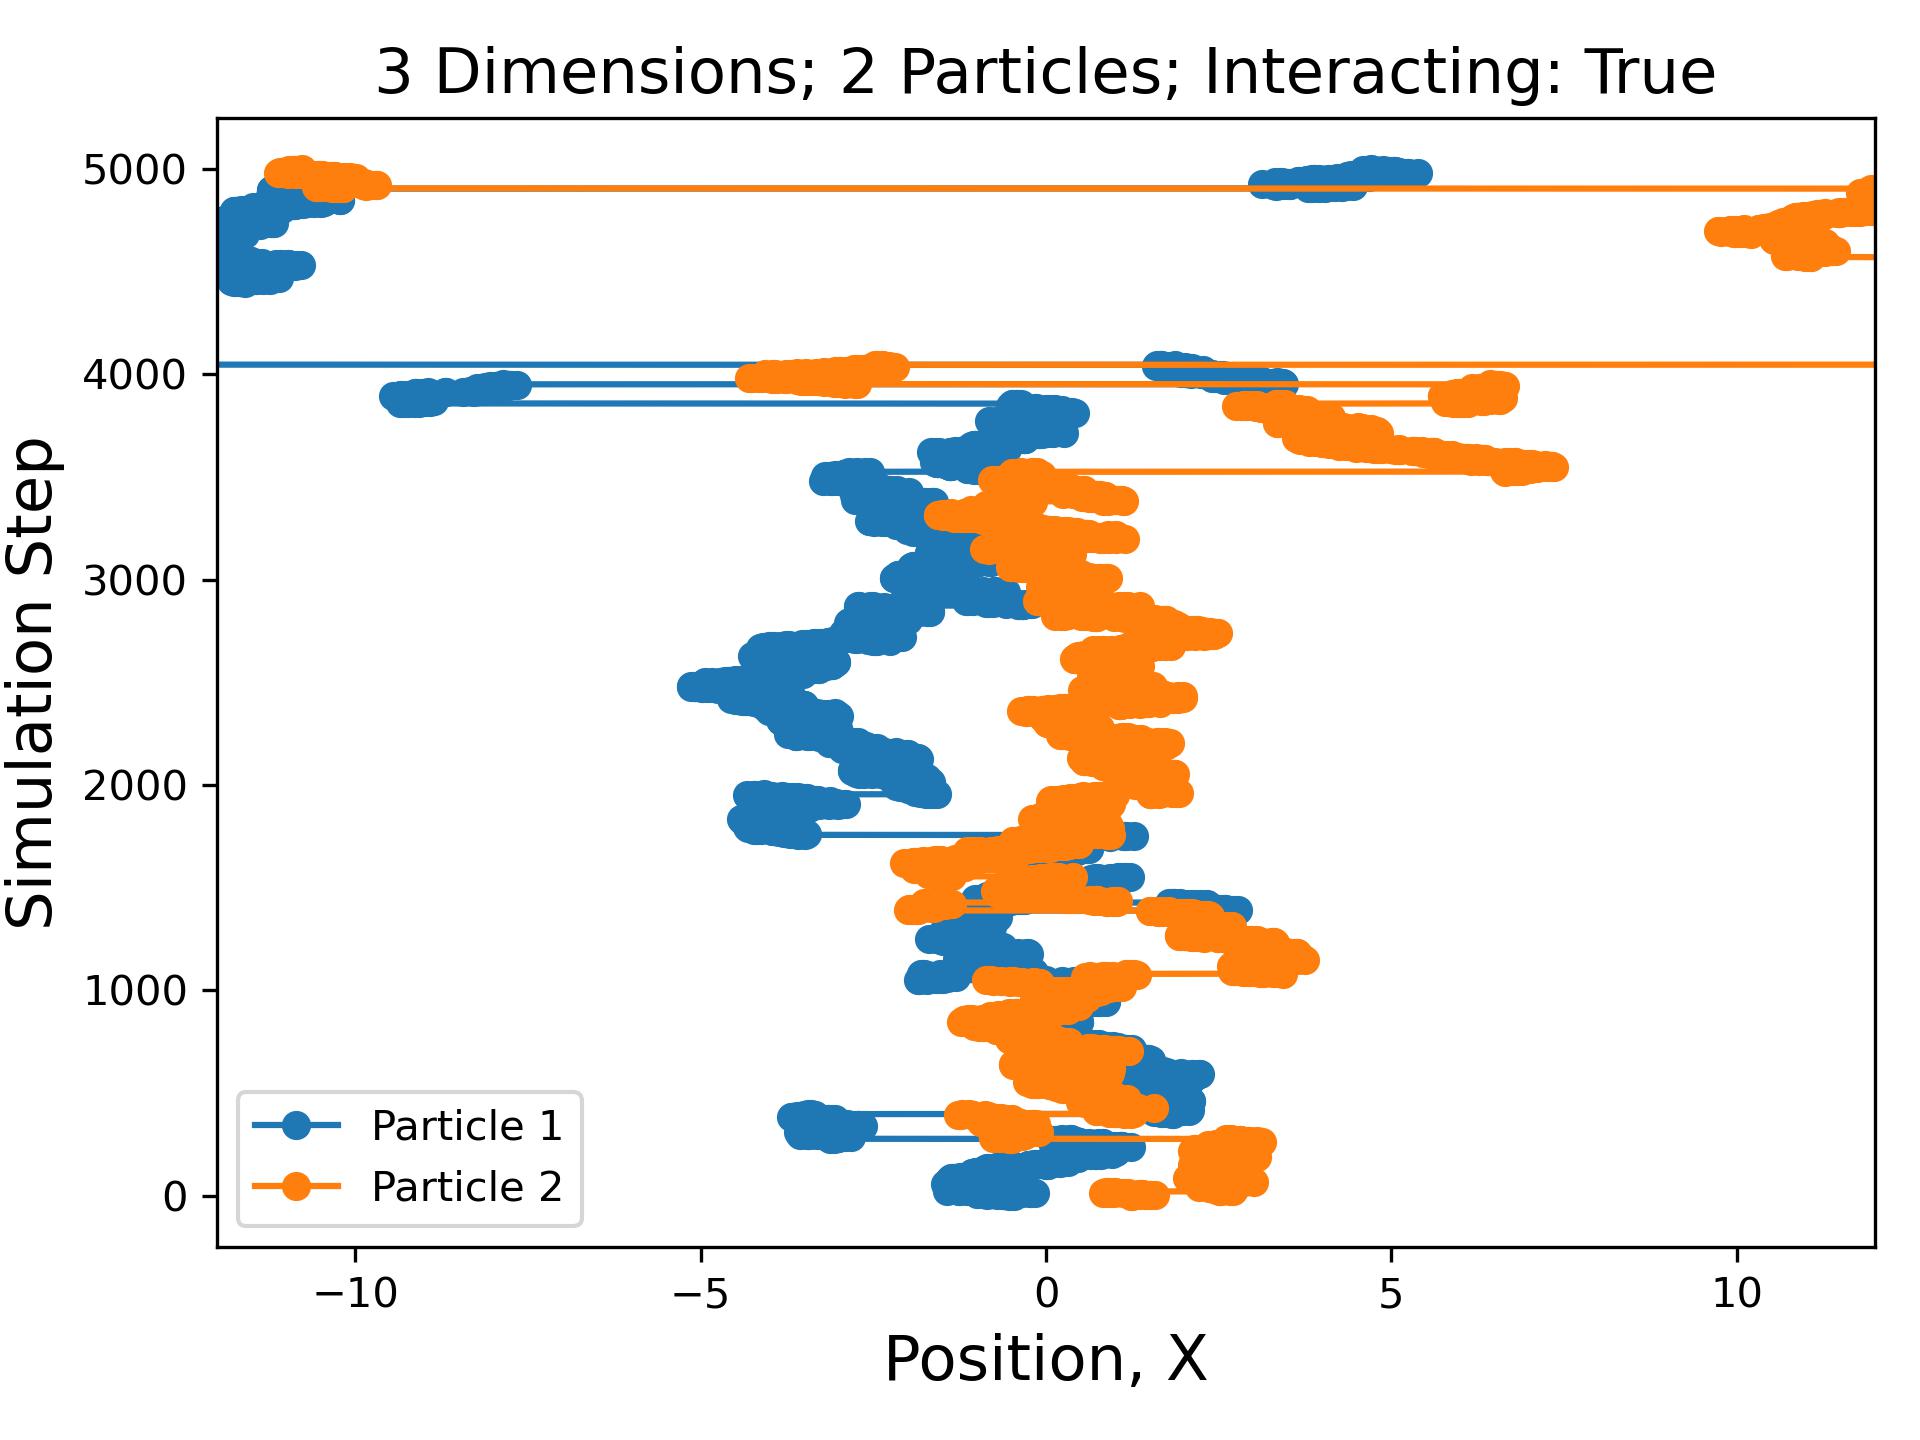 3 Dimensions; 2 Particles; Interacting: True
Simulation Step
5000
4000
3000
2000
1000
0
Particle 1
Particle 2
−10
−5
0
5
10
Position, X